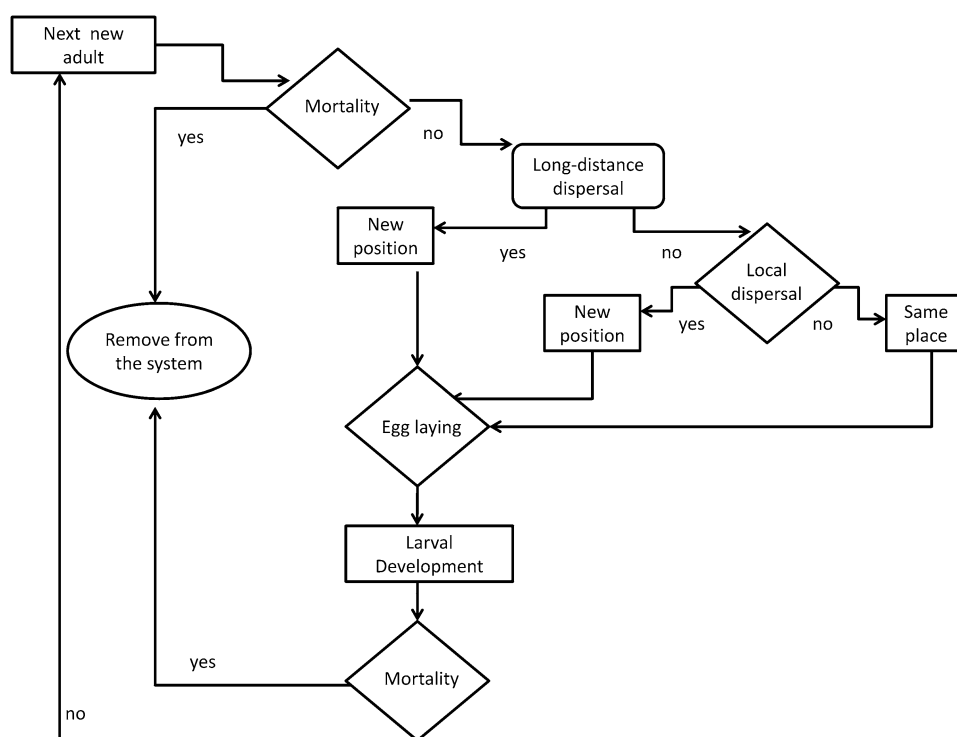 Next new
adult
Mortality
yes
no
Long-distance
dispersal
New
position
yes
no
Local
dispersal
New
position
yes
no
Same
place
Remove from
the system
Egg laying
Larval
Development
yes
Mortality
no